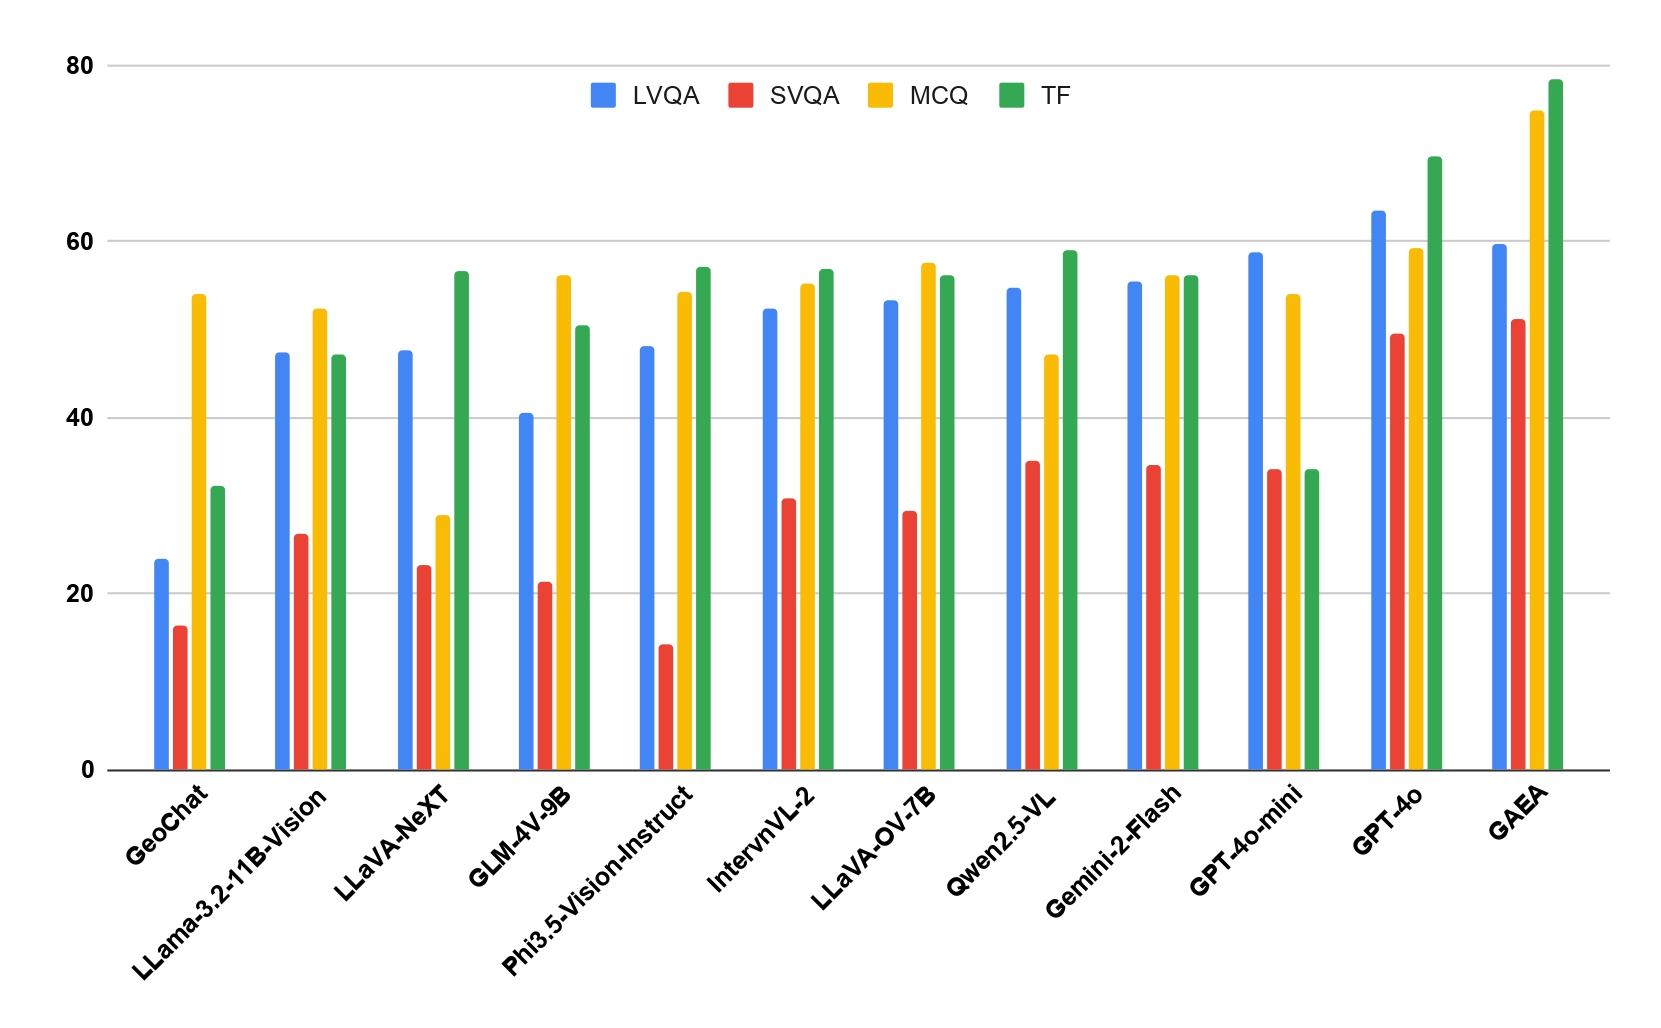 80
LVQA SVQA MCQ TF
60
40
20
0
GeoChat
LLama-3.2-11B-Vision
LLaVA-NeXT
GLM-4V-9B
Phi3.5-Vision-Instruct
IntervnVL-2
LLaVA-OV-7B
Qwen2.5-VL
Gemini-2-Flash
GPT-4o-mini
GPT-4o
GAEA